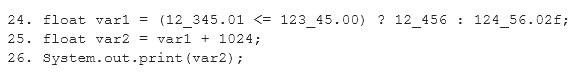 24. float var1 = (12_345.01 <= 123_45.00) ? 12_456 : 124_56.02f;
25. float var2 = var1 + 1024;
26. System.out.print(var2);